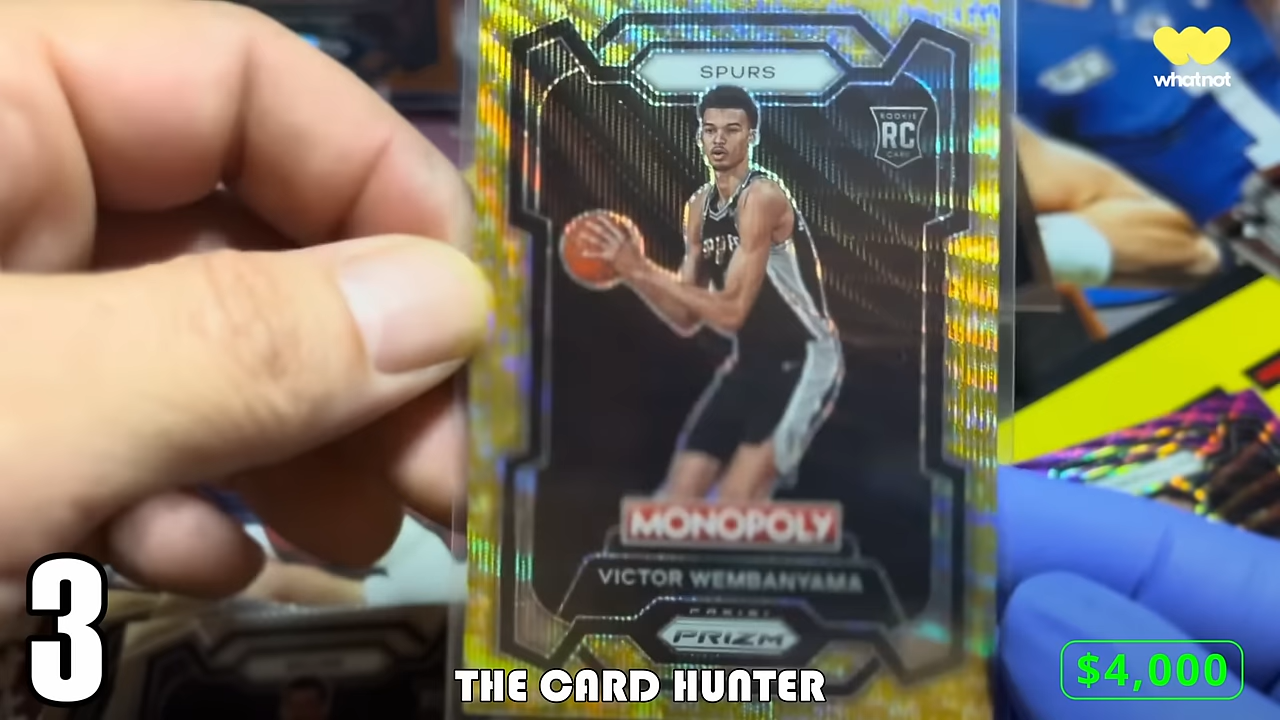 SPURS
whatnot
ROOKIE
RC
CARD
MONOPOLY
VICTOR WEMBANYAMA
PANINI
PRIZM
3
THE CARD HUNTER
$4,000